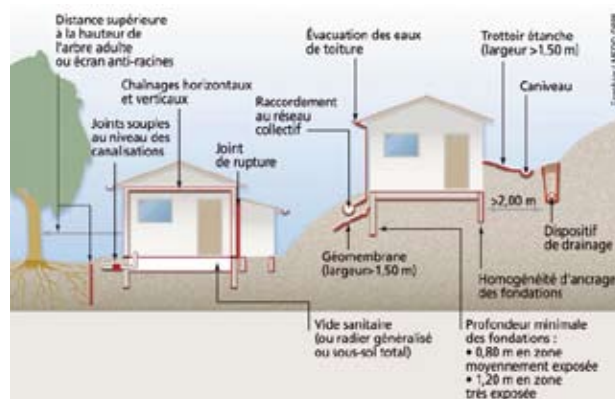 Distance supérieure
à la hauteur de
l'arbre adulte
ou écran anti-racines
Chaînages horizontaux
et verticaux
Joints souples
au niveau des
canalisations
Joint
de rupture
Évacuation des eaux
de toiture
Raccordement
au réseau
collectif
Trottoir étanche
(largeur >1.50 m)
Caniveau
>2,00 m
Dispositif
de drainage
Géomembrane
(largeur>1,50 m)
Homogénéité d'ancrage
des fondations
Vide sanitaire
(ou radier généralisé
ou sous-sol total)
Profondeur minimale
des fondations :
• 0,80 m en zone
moyennement exposée
• 1,20 m en zone
très exposée